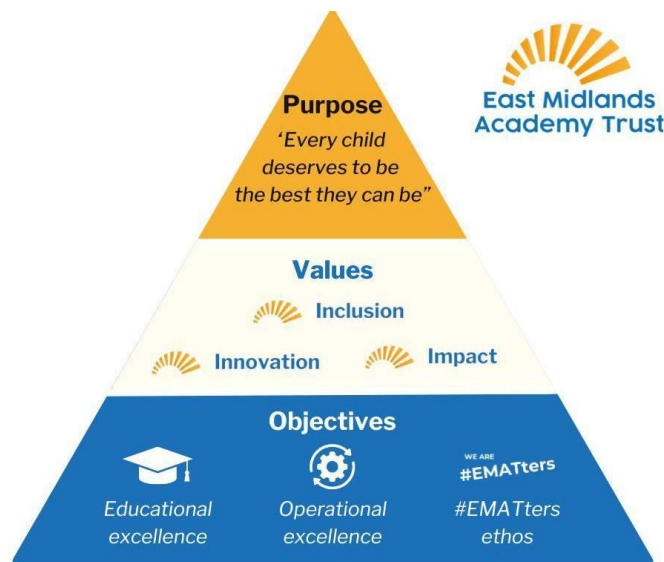 East Midlands
Academy Trust
Purpose
‘Every child
deserves to be
the best they can be”
Values
Inclusion
Innovation
Impact
Objectives
WE ARE
#EMATters
Educational
excellence
Operational
excellence
#EMATters
ethos